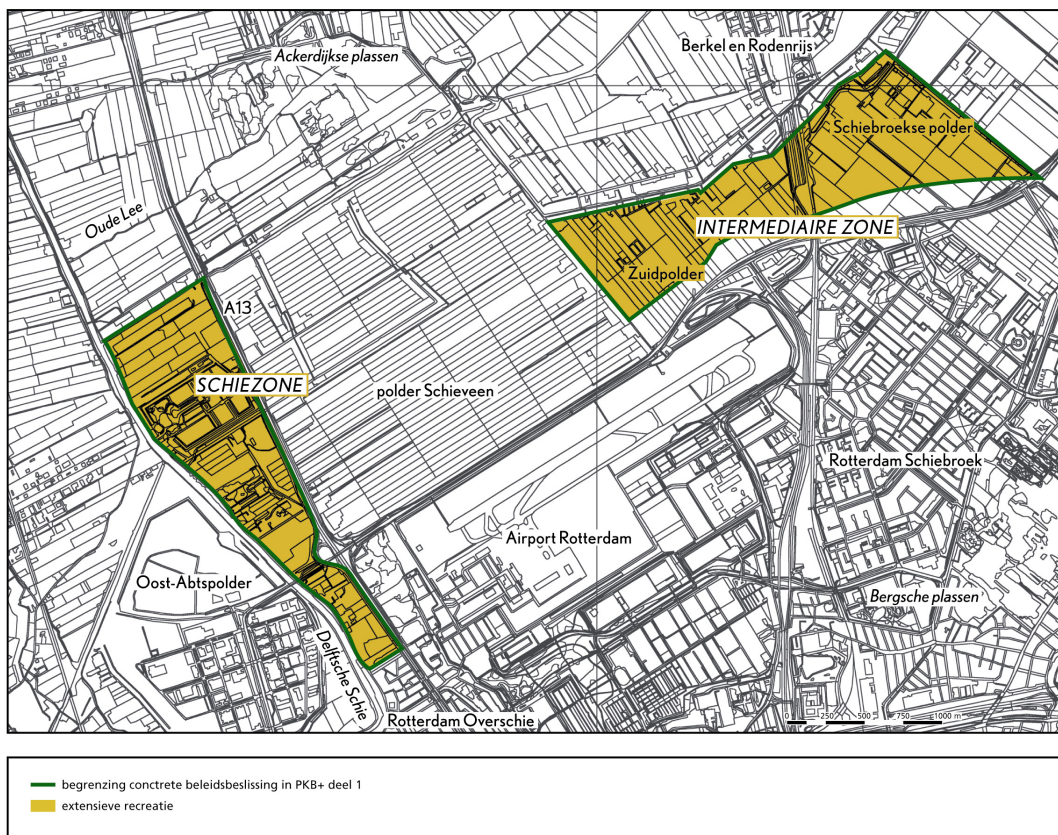 Berkel en Rodenrijs
Ackerdijkse plassen
Schiebroekse polder
Oude Lee
INTERMEDIAIRE ZONE
Zuidpolder
A13
SCHIEZONE
polder Schieveen
Rotterdam Schiebroek
Airport Rotterdam
Oost-Abtspolder
Bergsche plassen
Delftsche Schie
Rotterdam Overschie
0 250 500 750 1000 m
begrenzing conctrete beleidsbeslissing in PKB+ deel 1
extensieve recreatie